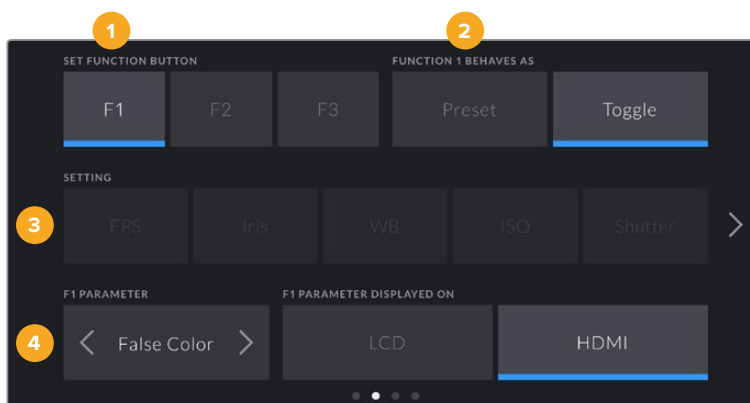 1 2
SET FUNCTION BUTTON FUNCTION 1 BEHAVES AS
F1 F2 F3 Preset Toggle
SETTING
3 FPS Iris WB ISO Shutter
F1 PARAMETER F1 PARAMETER DISPLAYED ON
4 False Color LCD HDMI